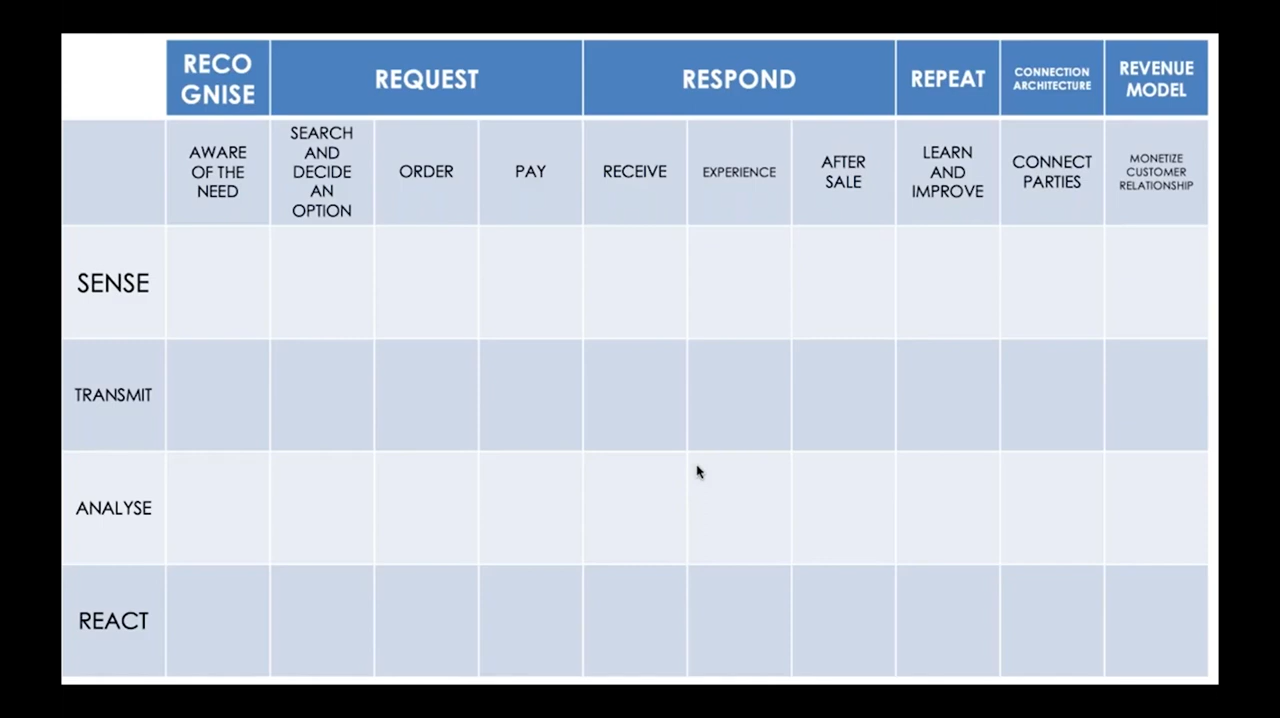 RECO
GNISE
REQUEST
RESPOND
REPEAT
CONNECTION
ARCHITECTURE
REVENUE
MODEL
AWARE
OF THE
NEED
SEARCH
AND
DECIDE
AN
OPTION
ORDER
PAY
RECEIVE
EXPERIENCE
AFTER
SALE
LEARN
AND
IMPROVE
CONNECT
PARTIES
MONETIZE
CUSTOMER
RELATIONSHIP
SENSE
TRANSMIT
ANALYSE
REACT